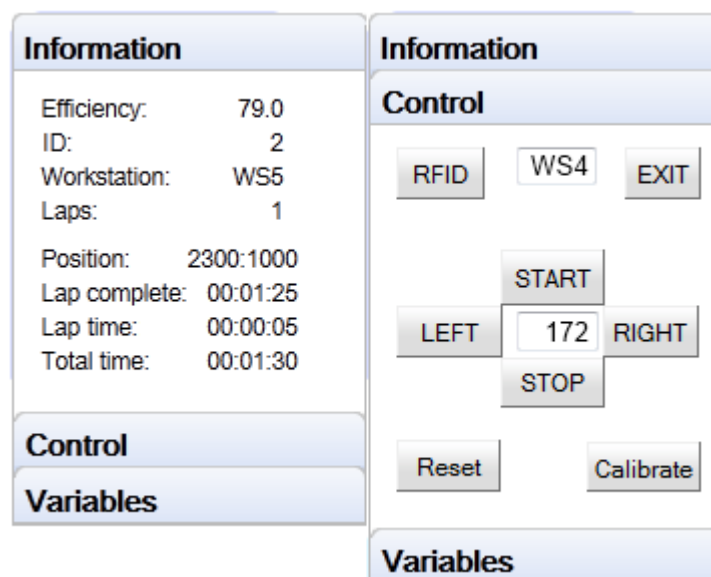 Information
Efficiency: 79.0
ID: 2
Workstation: WS5
Laps: 1
Position: 2300:1000
Lap complete: 00:01:25
Lap time: 00:00:05
Total time: 00:01:30
Control
Variables
Information
Control
RFID WS4 EXIT
START
LEFT 172 RIGHT
STOP
Reset Calibrate
Variables